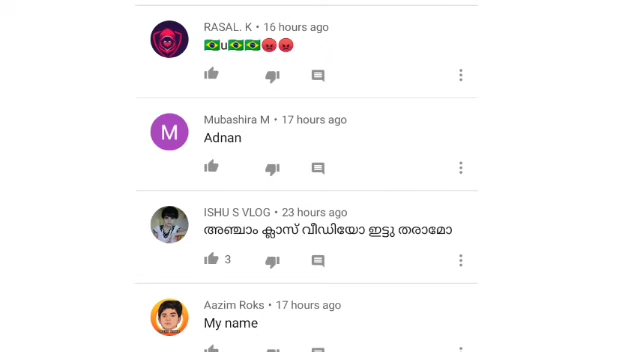 RASAL. K • 16 hours ago
🇧🇷u🇧🇷🇧🇷😡😡
M
Mubashira M • 17 hours ago
Adnan
ISHU S VLOG • 23 hours ago
അഞ്ചാം ക്ലാസ് വീഡിയോ ഇട്ടു തരാമോ
3
Aazim Roks • 17 hours ago
My name